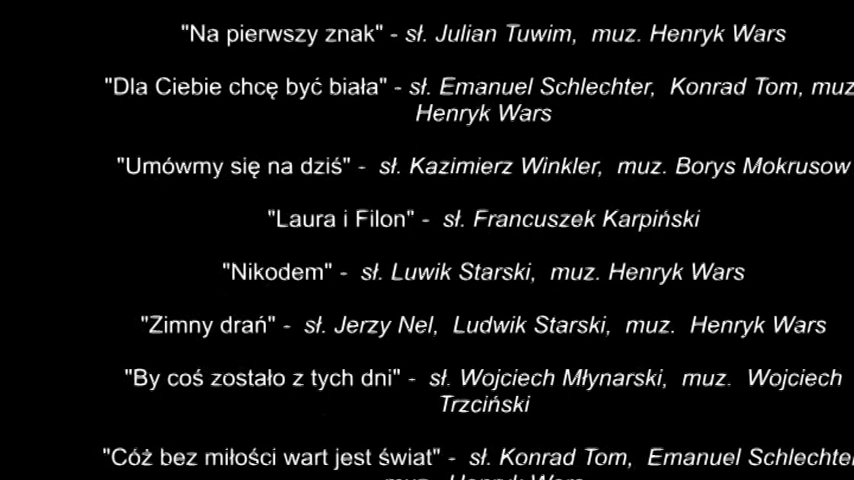 "Na pierwszy znak" - sł. Julian Tuwim, muz. Henryk Wars
"Dla Ciebie chcę być biała" - sł. Emanuel Schlechter, Konrad Tom, muz
Henryk Wars
"Umówmy się na dziś" - sł. Kazimierz Winkler, muz. Borys Mokrusow
"Laura i Filon" - sł. Francuszek Karpiński
"Nikodem" - sł. Luwik Starski, muz. Henryk Wars
"Zimny drań" - sł. Jerzy Nel, Ludwik Starski, muz. Henryk Wars
"By coś zostało z tych dni" - sł. Wojciech Młynarski, muz. Wojciech
Trzciński
"Cóż bez miłości wart jest świat" - sł. Konrad Tom, Emanuel Schlechter
muz. Henryk Wars